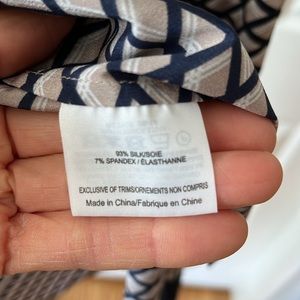 93% SILK/SOIE
7% SPANDEX / ÉLASTHANNE
EXCLUSIVE OF TRIMS/ORNEMENTS NON COMPRIS
Made in China/Fabrique en Chine